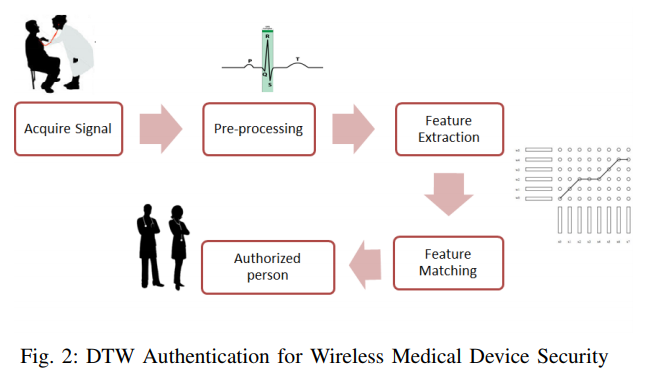 R
P
T
Q
S
Acquire Signal
Pre-processing
Feature
Extraction
Feature
Matching
Authorized
person
Fig. 2: DTW Authentication for Wireless Medical Device Security